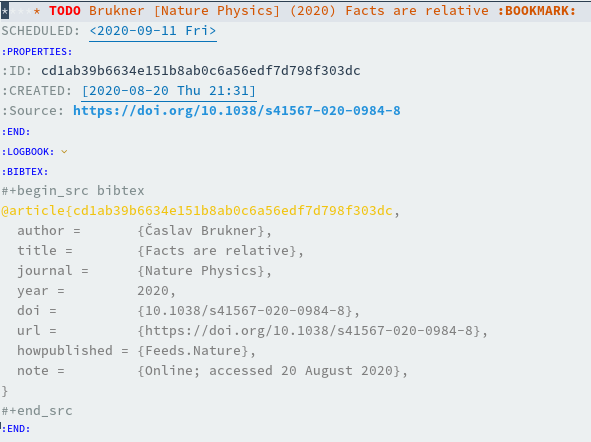 * * TODO Brukner [Nature Physics] (2020) Facts are relative :BOOKMARK:
SCHEDULED: <2020-09-11 Fri>
:PROPERTIES:
:ID: cd1ab39b6634e151b8ab0c6a56edf7d798f303dc
:CREATED: [2020-08-20 Thu 21:31]
:Source: https://doi.org/10.1038/s41567-020-0984-8
:END:
:LOGBOOK:
:BIBTEX:
#+begin_src bibtex
@article{cd1ab39b6634e151b8ab0c6a56edf7d798f303dc,
  author =       {Časlav Brukner},
  title =        {Facts are relative},
  journal =      {Nature Physics},
  year =         2020,
  doi =          {10.1038/s41567-020-0984-8},
  url =          {https://doi.org/10.1038/s41567-020-0984-8},
  howpublished = {Feeds.Nature},
  note =         {Online; accessed 20 August 2020},
}
#+end_src
:END: